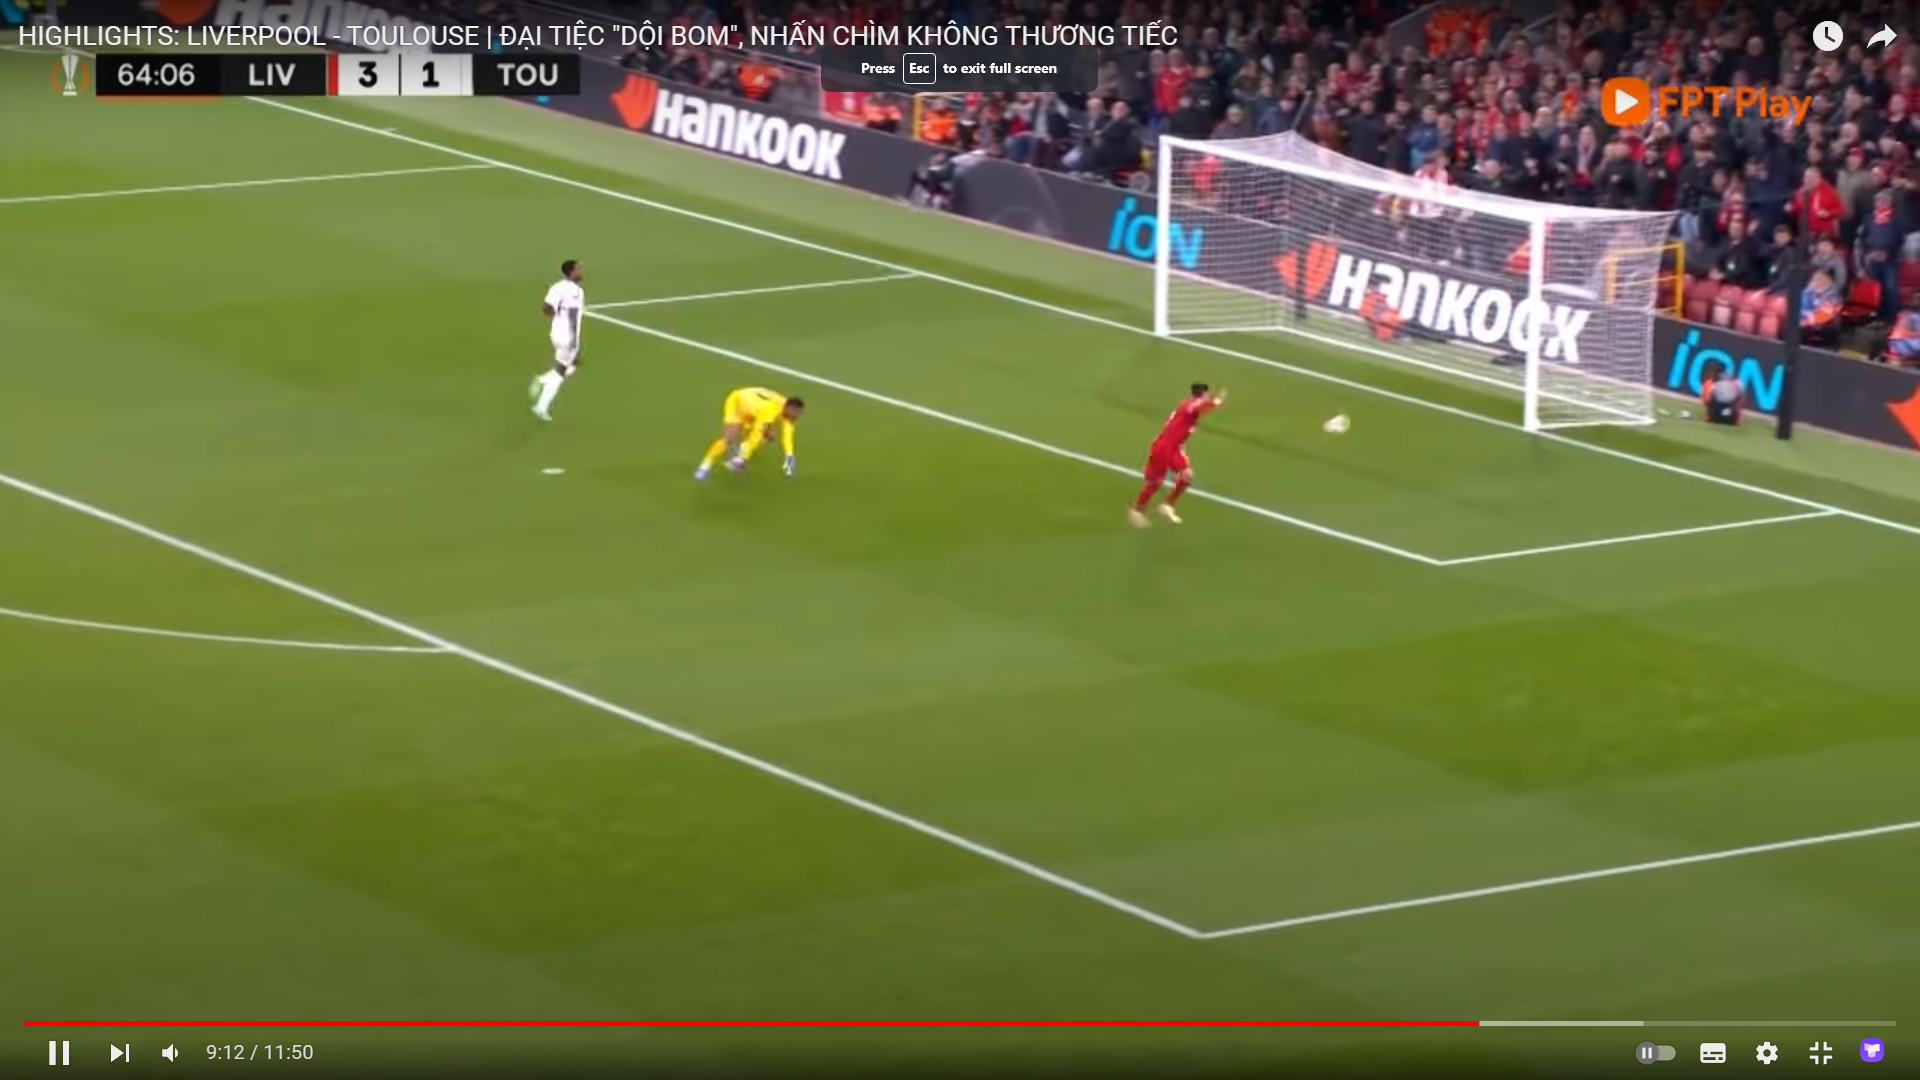 HIGHLIGHTS: LIVERPOOL - TOULOUSE | ĐẠI TIỆC "DỘI BOM", NHẤN CHÌM KHÔNG THƯƠNG TIẾC
Press Esc to exit full screen
64:06 LIV 3 1 TOU
FPT Play
HANKOOK
iON
HANKOOK
iON
9:12 / 11:50